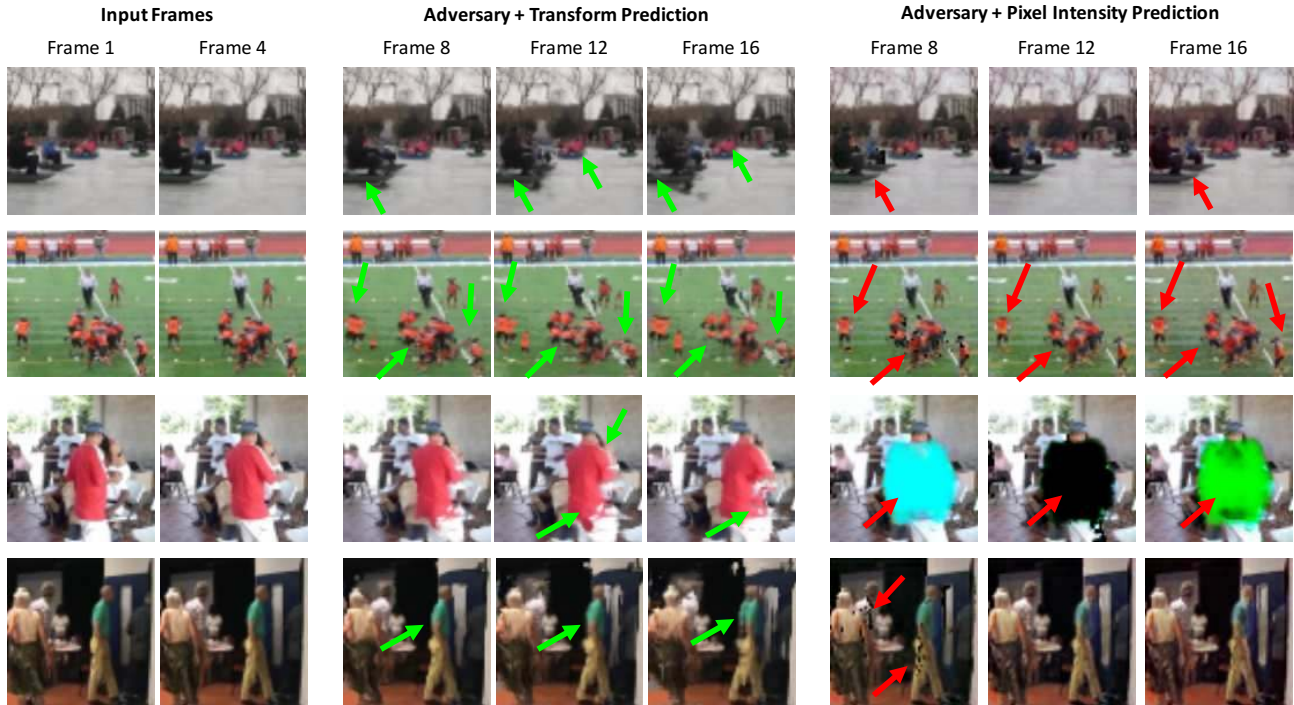 Input Frames
Adversary + Transform Prediction
Adversary + Pixel Intensity Prediction
Frame 1
Frame 4
Frame 8
Frame 12
Frame 16
Frame 8
Frame 12
Frame 16